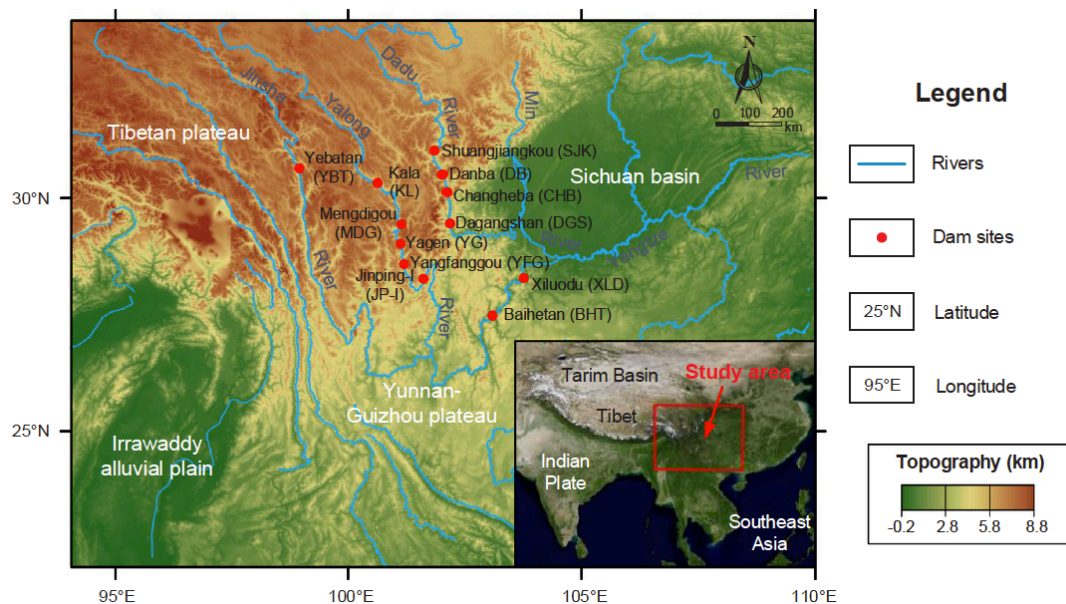 N
0 100 200
km
Jinsha
River
Yalong
River
Dadu
River
River
Min
River
Yangtze
Tibetan plateau
Yebatan
(YBT)
Kala
(KL)
Shuangjiangkou (SJK)
Danba (DB)
Changheba (CHB)
Dagangshan (DGS)
Sichuan basin
Mengdigou
(MDG)
Yagen (YG)
Yangfanggou (YFG)
Jinping-I
(JP-I)
Xiluodu (XLD)
Baihetan (BHT)
Yunnan-
Guizhou plateau
Irrawaddy
alluvial plain
30°N
25°N
95°E
100°E
105°E
110°E
Tarim Basin
Study area
Tibet
Indian
Plate
Southeast
Asia
Legend
Rivers
Dam sites
25°N
Latitude
95°E
Longitude
Topography (km)
-0.2 2.8 5.8 8.8